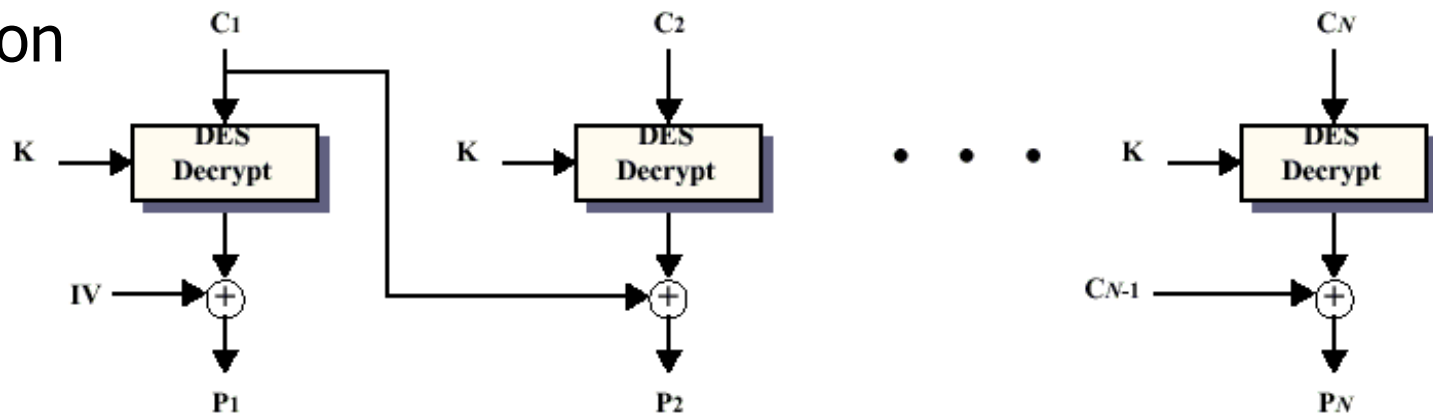 on
C1 C2 CN
K DES Decrypt K DES Decrypt • • • K DES Decrypt
IV + + CN-1 +
P1 P2 PN